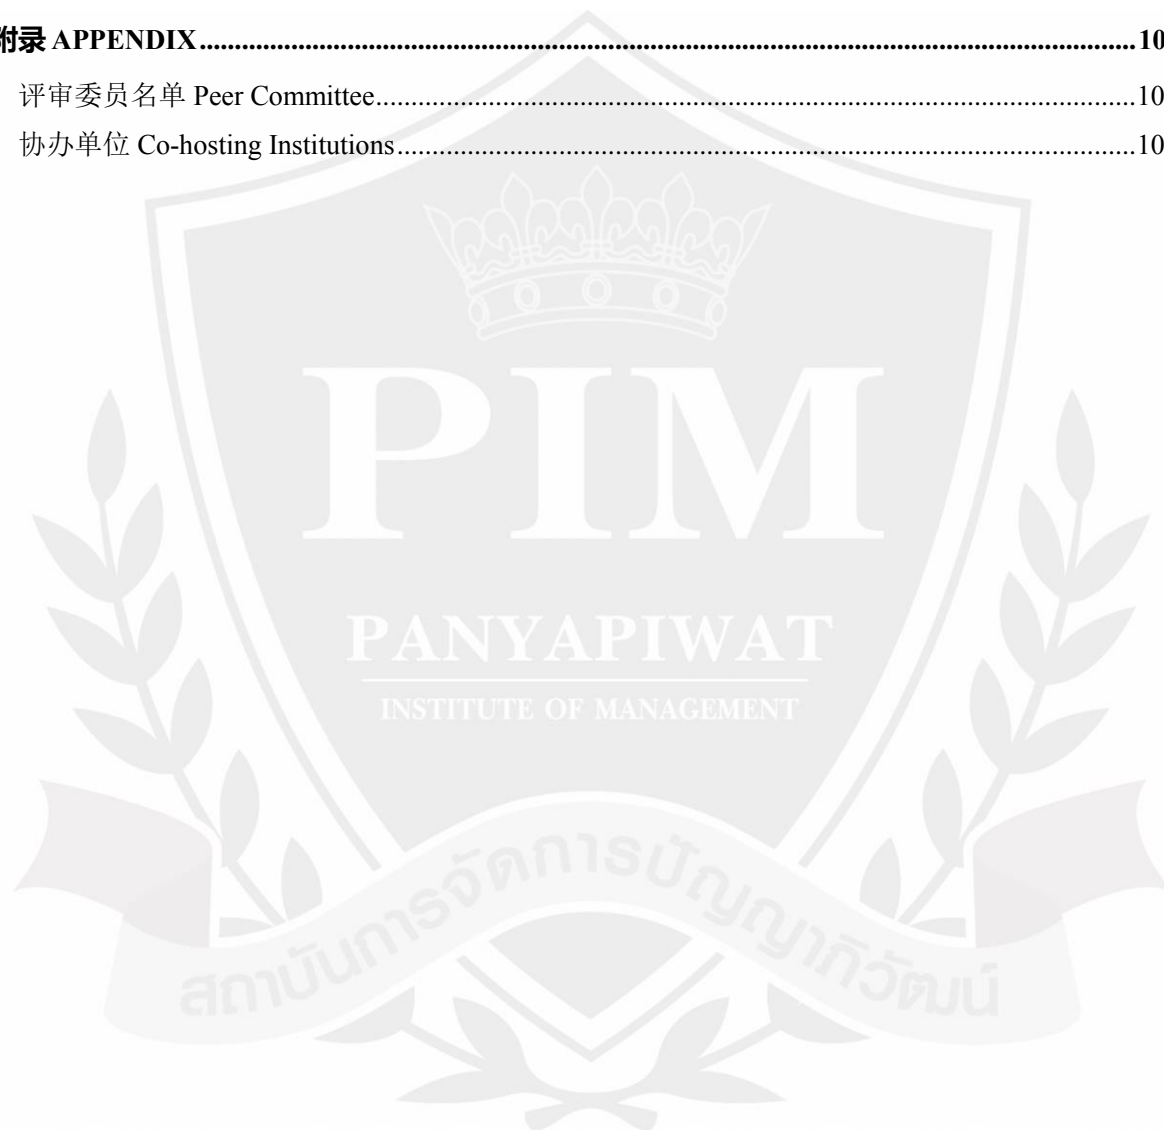 附录 APPENDIX........................................................................................................................................10
评审委员名单 Peer Committee..........................................................................................................10
协办单位 Co-hosting Institutions.......................................................................................................10
PIM
PANYAPIWAT
INSTITUTE OF MANAGEMENT
สถาบันการจัดการปัญญาภิวัฒน์